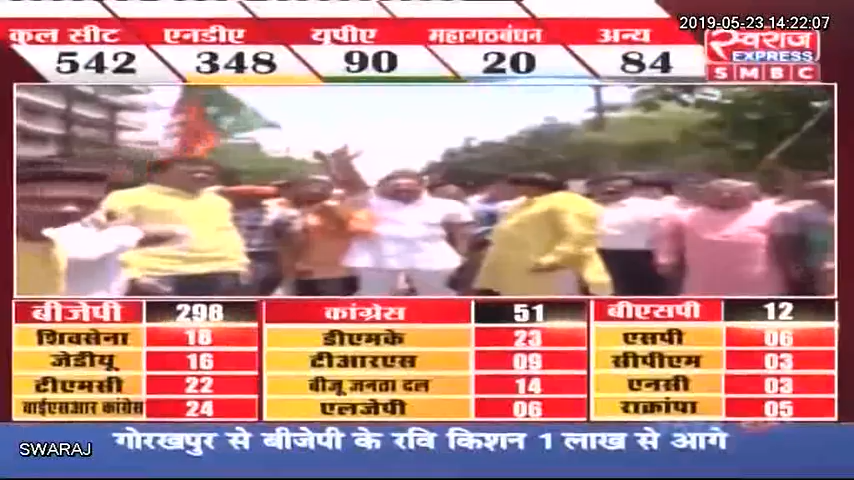 2019-05-23 14:22:07
कुल सीट एनडीए यूपीए महागठबंधन अन्य
542 348 90 20 84
स्वराज
EXPRESS
SMBC
बीजेपी 298 कांग्रेस 51 बीएसपी 12
शिवसेना 18 डीएमके 23 एसपी 06
जेडीयू 16 टीआरएस 09 सीपीएम 03
टीएमसी 22 बीजू जनता दल 14 एनसी 03
वाईएसआर कांग्रेस 24 एलजेपी 06 राकांपा 05
SWARAJ गोरखपुर से बीजेपी के रवि किशन 1 लाख से आगे